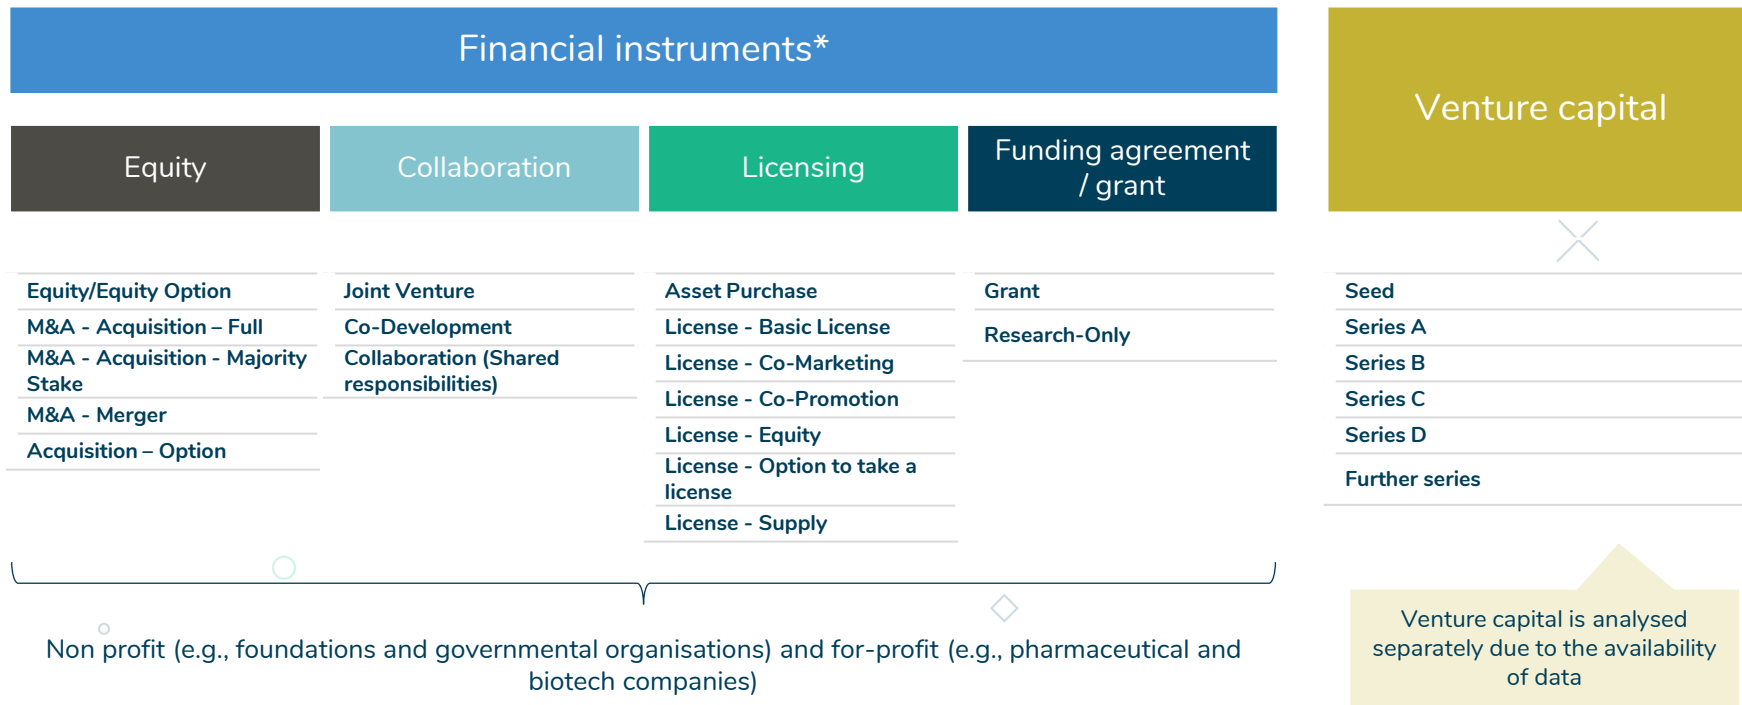 Financial instruments*
Venture capital
Equity
Collaboration
Licensing
Funding agreement
/ grant
Equity/Equity Option
M&A - Acquisition – Full
M&A - Acquisition - Majority
Stake
M&A - Merger
Acquisition – Option
Joint Venture
Co-Development
Collaboration (Shared
responsibilities)
Asset Purchase
License - Basic License
License - Co-Marketing
License - Co-Promotion
License - Equity
License - Option to take a
license
License - Supply
Grant
Research-Only
Seed
Series A
Series B
Series C
Series D
Further series
Non profit (e.g., foundations and governmental organisations) and for-profit (e.g., pharmaceutical and
biotech companies)
Venture capital is analysed
separately due to the availability
of data